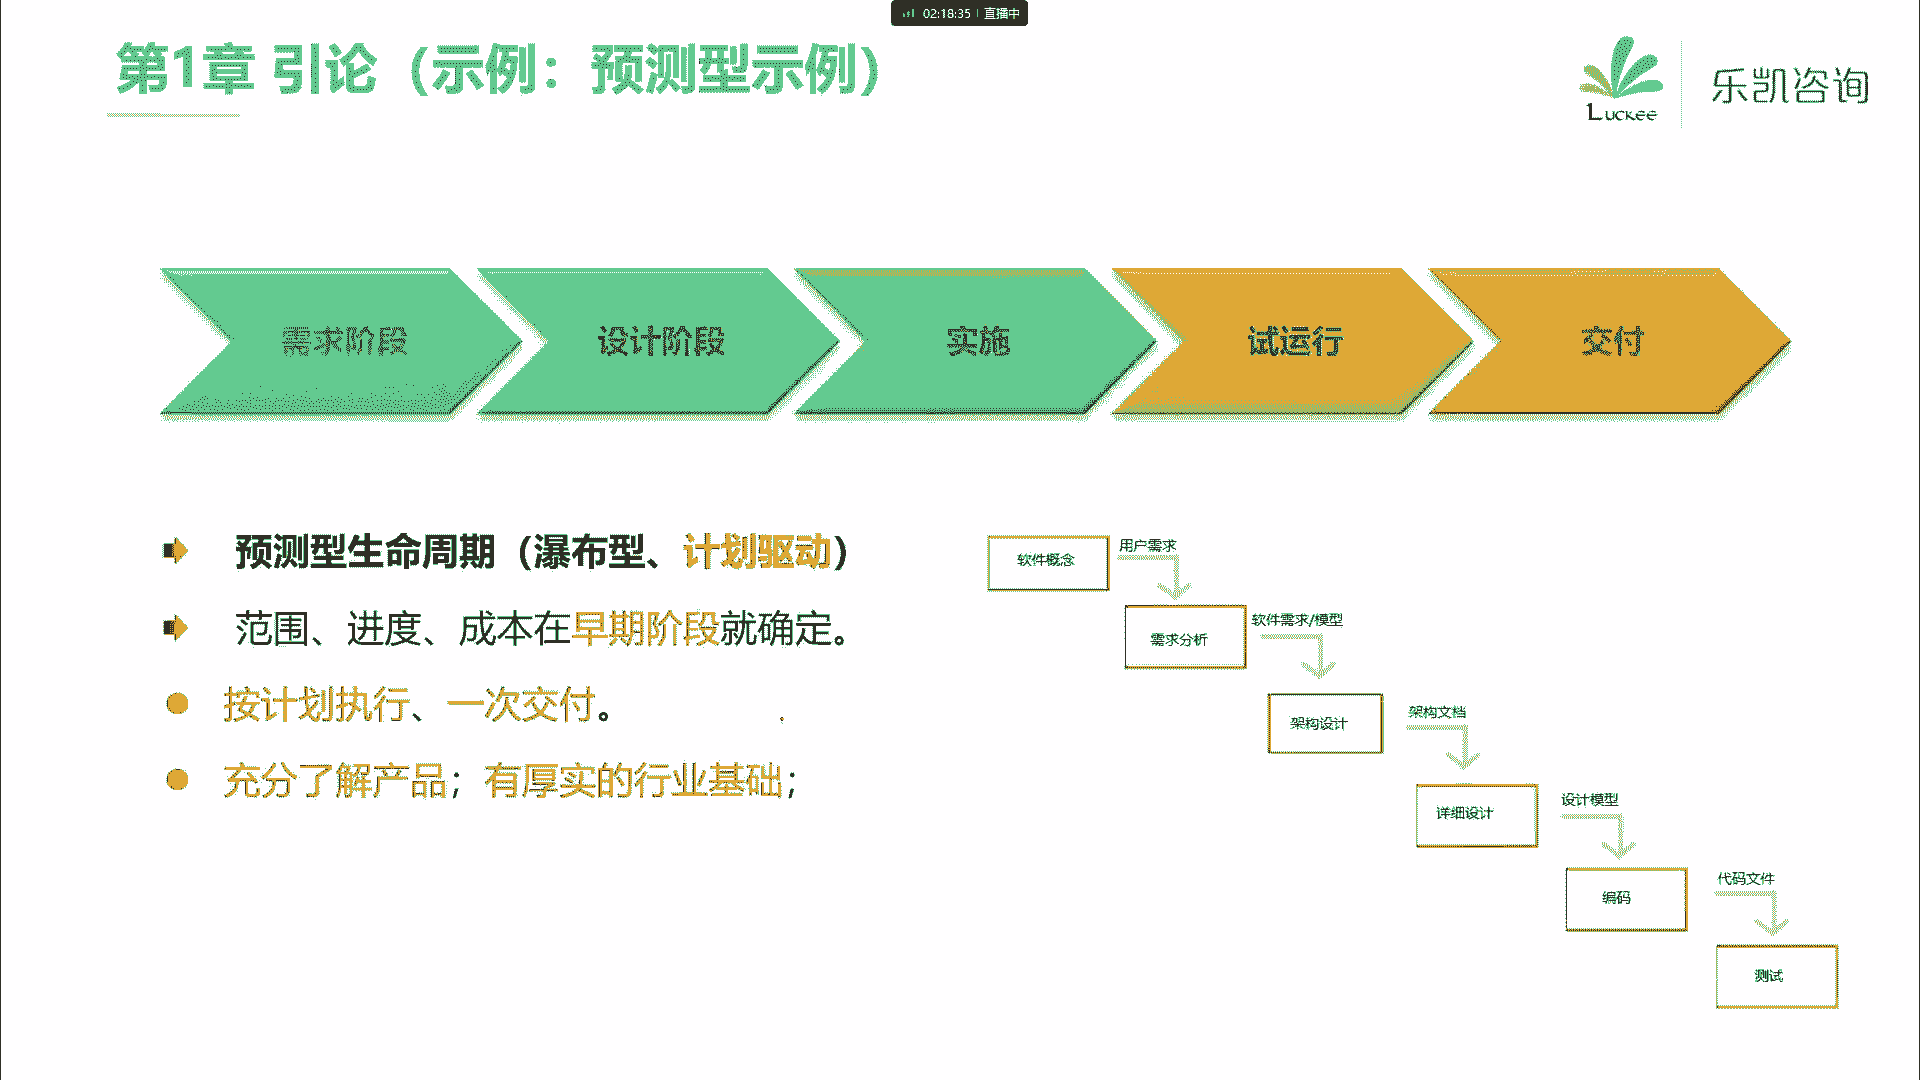 02:18:35 | 直播中
第1章 引论（示例：预测型示例）
Luckee
乐凯咨询
需求阶段
设计阶段
实施
试运行
交付
预测型生命周期（瀑布型、计划驱动）
范围、进度、成本在早期阶段就确定。
按计划执行、一次交付。
充分了解产品；有厚实的行业基础；
软件概念
用户需求
需求分析
软件需求/模型
架构设计
架构文档
详细设计
设计模型
编码
代码文件
测试